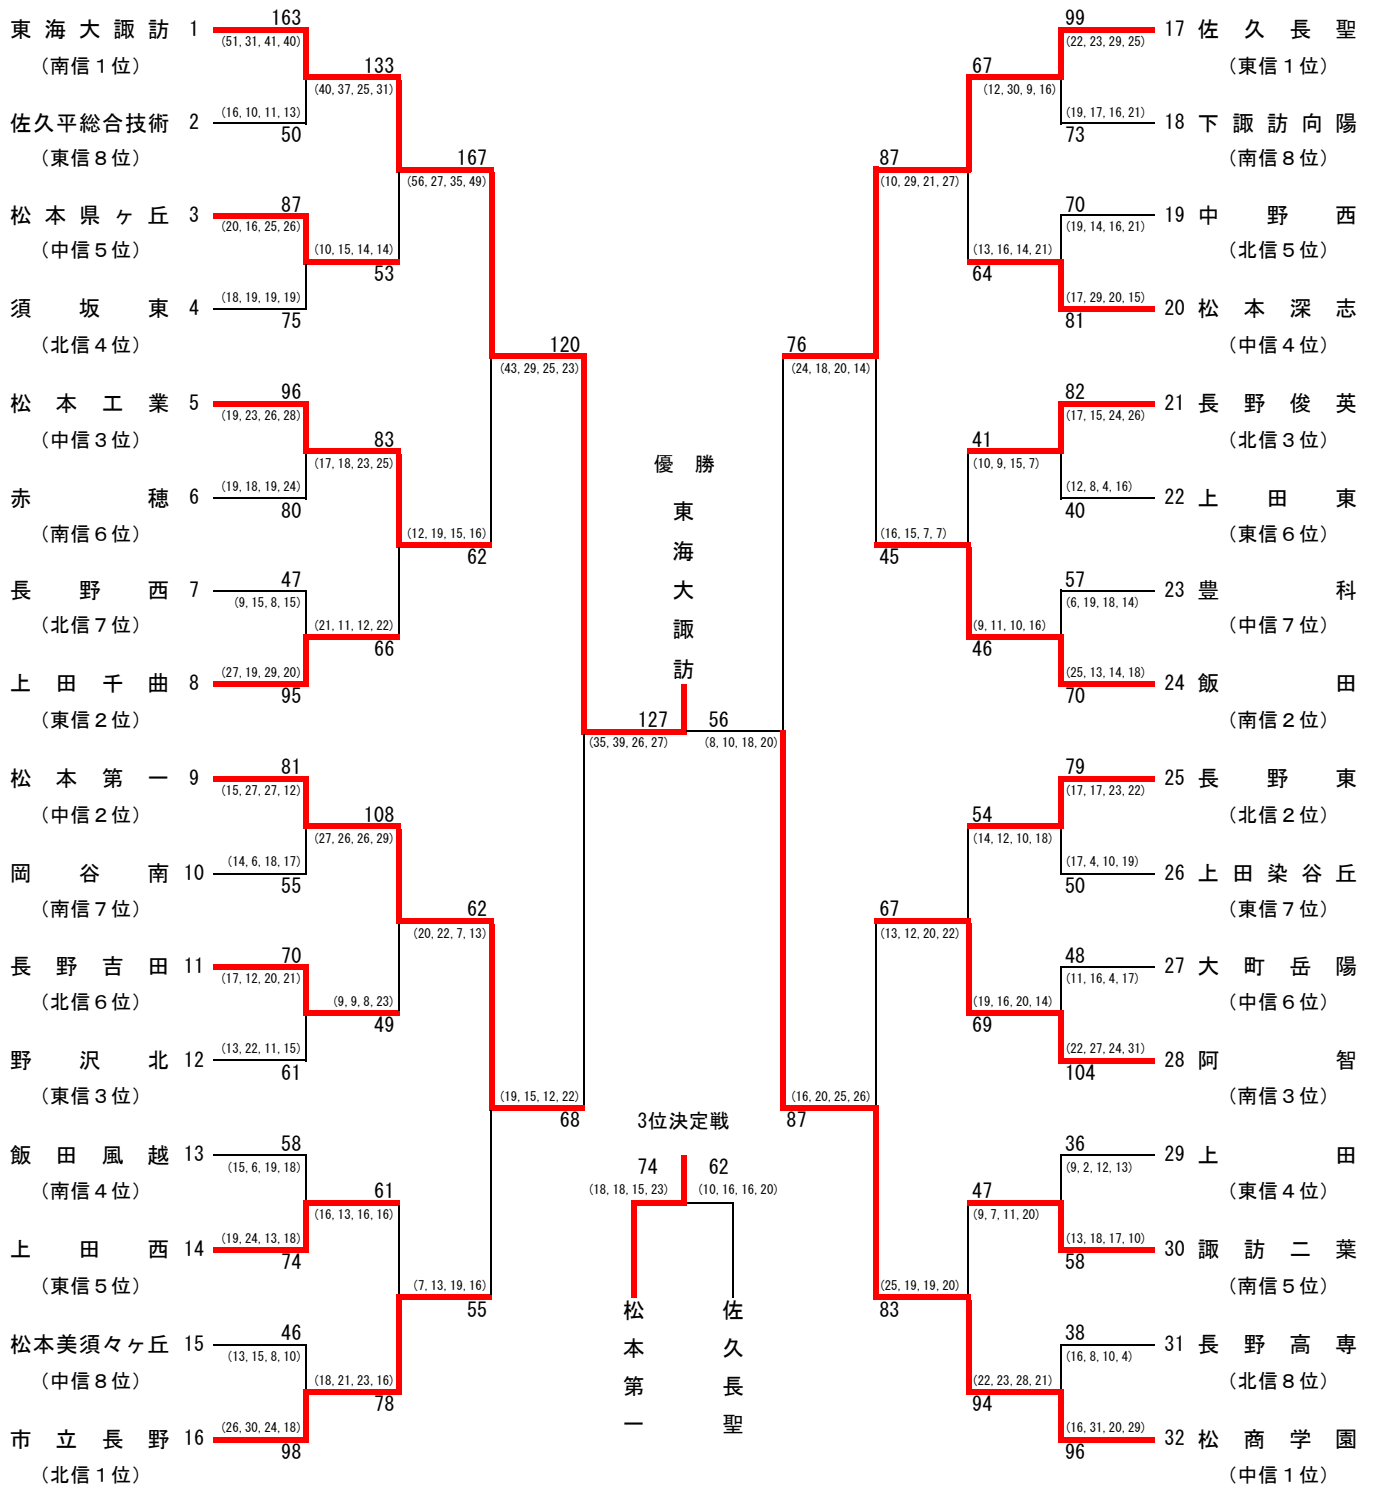 東海大諏訪 1 163
(51, 31, 41, 40)
（南信１位）
133
(40, 37, 25, 31)
(16, 10, 11, 13)
佐久平総合技術 2 50
（東信８位）
167
(56, 27, 35, 49)
松本県ヶ丘 3 87
(20, 16, 25, 26)
（中信５位）
(10, 15, 14, 14)
53
(18, 19, 19, 19)
須坂東 4 75
（北信４位）
120
(43, 29, 25, 23)
松本工業 5 96
(19, 23, 26, 28)
（中信３位）
83
(17, 18, 23, 25)
(19, 18, 19, 24)
赤穂 6 80
（南信６位）
(12, 19, 15, 16)
62
長野西 7 47
(9, 15, 8, 15)
（北信７位）
(21, 11, 12, 22)
66
(27, 19, 29, 20)
上田千曲 8 95
（東信２位）
127
(35, 39, 26, 27)
松本第一 9 81
(15, 27, 27, 12)
（中信２位）
108
(27, 26, 26, 29)
(14, 6, 18, 17)
岡谷南 10 55
（南信７位）
62
(20, 22, 7, 13)
長野吉田 11 70
(17, 12, 20, 21)
（北信６位）
(9, 9, 8, 23)
49
(13, 22, 11, 15)
野沢北 12 61
（東信３位）
(19, 15, 12, 22)
68
飯田風越 13 58
(15, 6, 19, 18)
（南信４位）
61
(16, 13, 16, 16)
(19, 24, 13, 18)
上田西 14 74
（東信５位）
(7, 13, 19, 16)
55
松本美須々ヶ丘 15 46
(13, 15, 8, 10)
（中信８位）
(18, 21, 23, 16)
78
(26, 30, 24, 18)
市立長野 16 98
（北信１位）
優勝
東海大諏訪
3位決定戦
74 62
(18, 18, 15, 23) (10, 16, 16, 20)
松本第一
佐久長聖
99 17 佐久長聖
(22, 23, 29, 25)
（東信１位）
67
(12, 30, 9, 16)
(19, 17, 16, 21)
73 18 下諏訪向陽
（南信８位）
87
(10, 29, 21, 27)
70 19 中野西
(19, 14, 16, 21)
（北信５位）
(13, 16, 14, 21)
64
(17, 29, 20, 15)
81 20 松本深志
（中信４位）
76
(24, 18, 20, 14)
82 21 長野俊英
(17, 15, 24, 26)
（北信３位）
41
(10, 9, 15, 7)
(12, 8, 4, 16)
40 22 上田東
（東信６位）
(16, 15, 7, 7)
45
57 23 豊科
(6, 19, 18, 14)
（中信７位）
(9, 11, 10, 16)
46
(25, 13, 14, 18)
70 24 飯田
（南信２位）
56
(8, 10, 18, 20)
79 25 長野東
(17, 17, 23, 22)
（北信２位）
54
(14, 12, 10, 18)
(17, 4, 10, 19)
50 26 上田染谷丘
（東信７位）
67
(13, 12, 20, 22)
48 27 大町岳陽
(11, 16, 4, 17)
（中信６位）
(19, 16, 20, 14)
69
(22, 27, 24, 31)
104 28 阿智
（南信３位）
(16, 20, 25, 26)
87
36 29 上田
(9, 2, 12, 13)
（東信４位）
47
(9, 7, 11, 20)
(13, 18, 17, 10)
58 30 諏訪二葉
（南信５位）
(25, 19, 19, 20)
83
38 31 長野高専
(16, 8, 10, 4)
（北信８位）
(22, 23, 28, 21)
94
(16, 31, 20, 29)
96 32 松商学園
（中信１位）